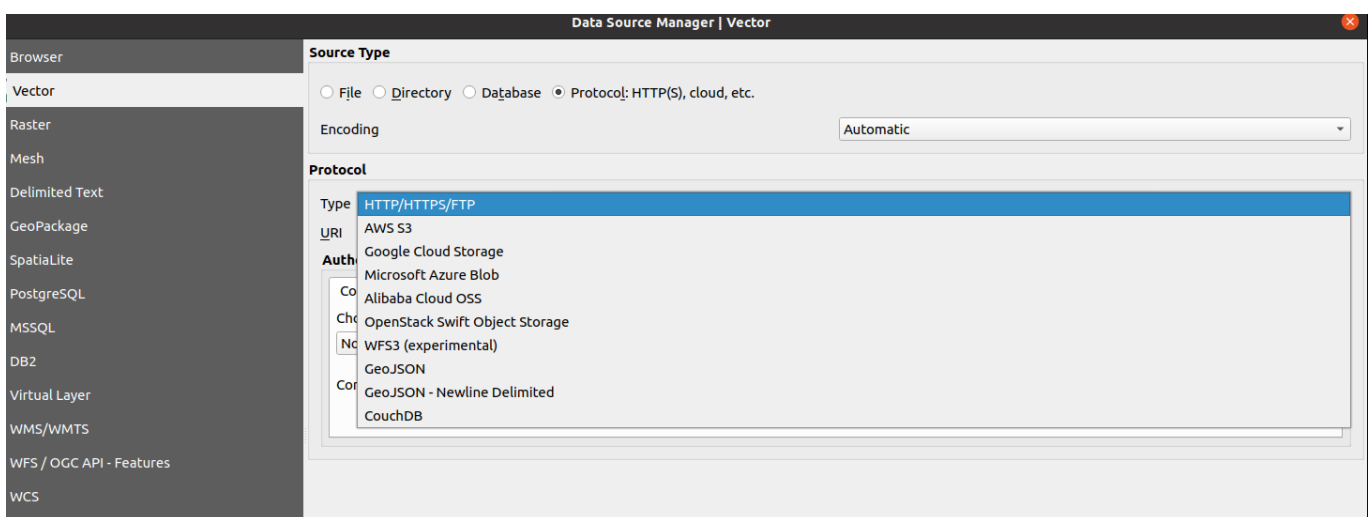 Data Source Manager | Vector
Browser
Vector
Raster
Mesh
Delimited Text
GeoPackage
SpatiaLite
PostgreSQL
MSSQL
DB2
Virtual Layer
WMS/WMTS
WFS / OGC API - Features
WCS
Source Type
File Directory Database Protocol: HTTP(S), cloud, etc.
Encoding Automatic
Protocol
Type HTTP/HTTPS/FTP
AWS S3
URI
Google Cloud Storage
Microsoft Azure Blob
Alibaba Cloud OSS
OpenStack Swift Object Storage
WFS3 (experimental)
GeoJSON
GeoJSON - Newline Delimited
CouchDB